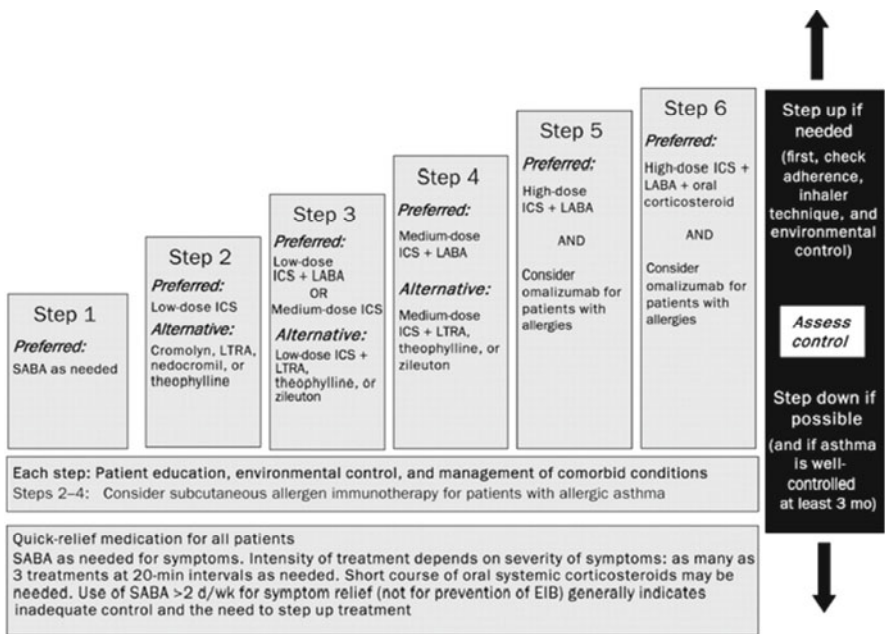 Step 1
Preferred:
SABA as needed
Step 2
Preferred:
Low-dose ICS
Alternative:
Cromolyn, LTRA,
nedocromil, or
theophylline
Step 3
Preferred:
Low-dose
ICS + LABA
OR
Medium-dose ICS
Alternative:
Low-dose ICS +
LTRA,
theophylline, or
zileuton
Step 4
Preferred:
Medium-dose
ICS + LABA
Alternative:
Medium-dose
ICS + LTRA,
theophylline, or
zileuton
Step 5
Preferred:
High-dose
ICS + LABA
AND
Consider
omalizumab for
patients with
allergies
Step 6
Preferred:
High-dose ICS +
LABA + oral
corticosteroid
AND
Consider
omalizumab for
patients with
allergies
Step up if
needed
(first, check
adherence,
inhaler
technique, and
environmental
control)
Assess
control
Step down if
possible
(and if asthma
is well-
controlled
at least 3 mo)
Each step: Patient education, environmental control, and management of comorbid conditions
Steps 2–4: Consider subcutaneous allergen immunotherapy for patients with allergic asthma
Quick-relief medication for all patients
SABA as needed for symptoms. Intensity of treatment depends on severity of symptoms: as many as
3 treatments at 20-min intervals as needed. Short course of oral systemic corticosteroids may be
needed. Use of SABA >2 d/wk for symptom relief (not for prevention of EIB) generally indicates
inadequate control and the need to step up treatment